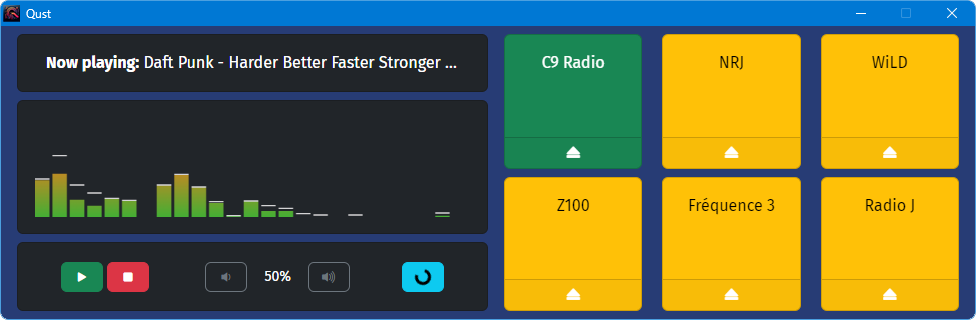 Qust
Now playing: Daft Punk - Harder Better Faster Stronger ...
50%
C9 Radio
NRJ
WiLD
Z100
Fréquence 3
Radio J